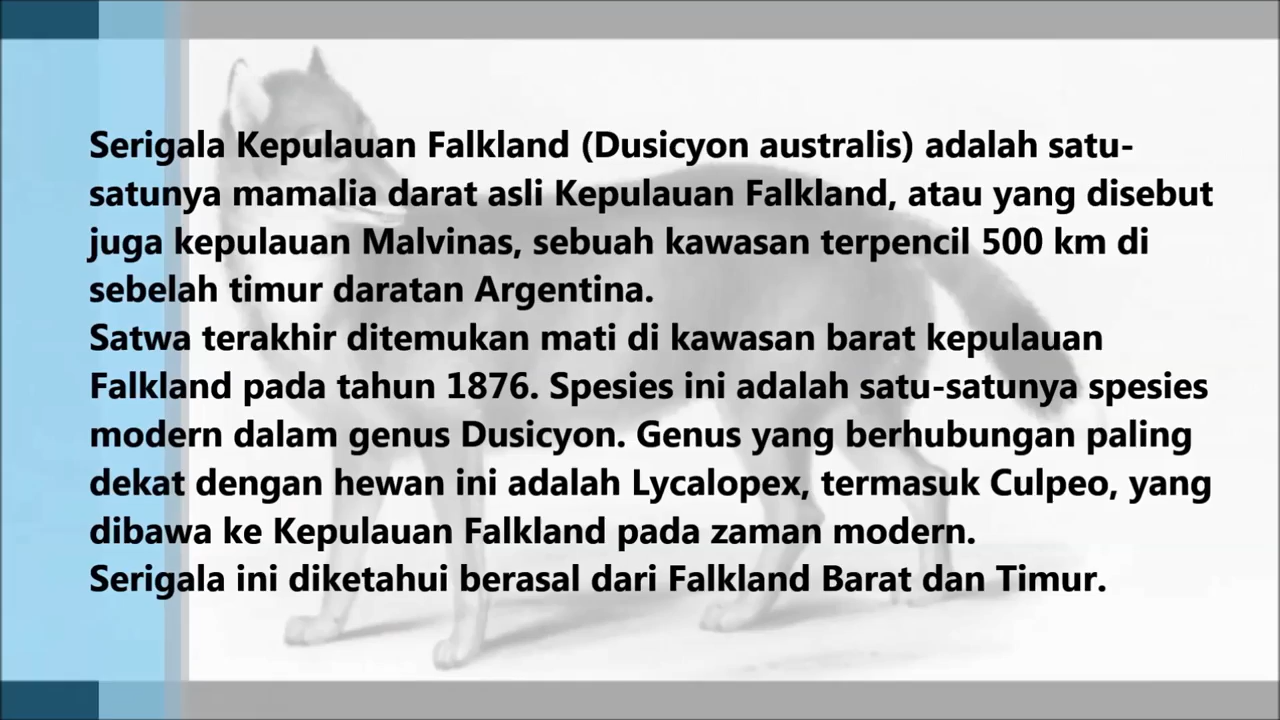 Serigala Kepulauan Falkland (Dusicyon australis) adalah satu-
satunya mamalia darat asli Kepulauan Falkland, atau yang disebut
juga kepulauan Malvinas, sebuah kawasan terpencil 500 km di
sebelah timur daratan Argentina.
Satwa terakhir ditemukan mati di kawasan barat kepulauan
Falkland pada tahun 1876. Spesies ini adalah satu-satunya spesies
modern dalam genus Dusicyon. Genus yang berhubungan paling
dekat dengan hewan ini adalah Lycalopex, termasuk Culpeo, yang
dibawa ke Kepulauan Falkland pada zaman modern.
Serigala ini diketahui berasal dari Falkland Barat dan Timur.